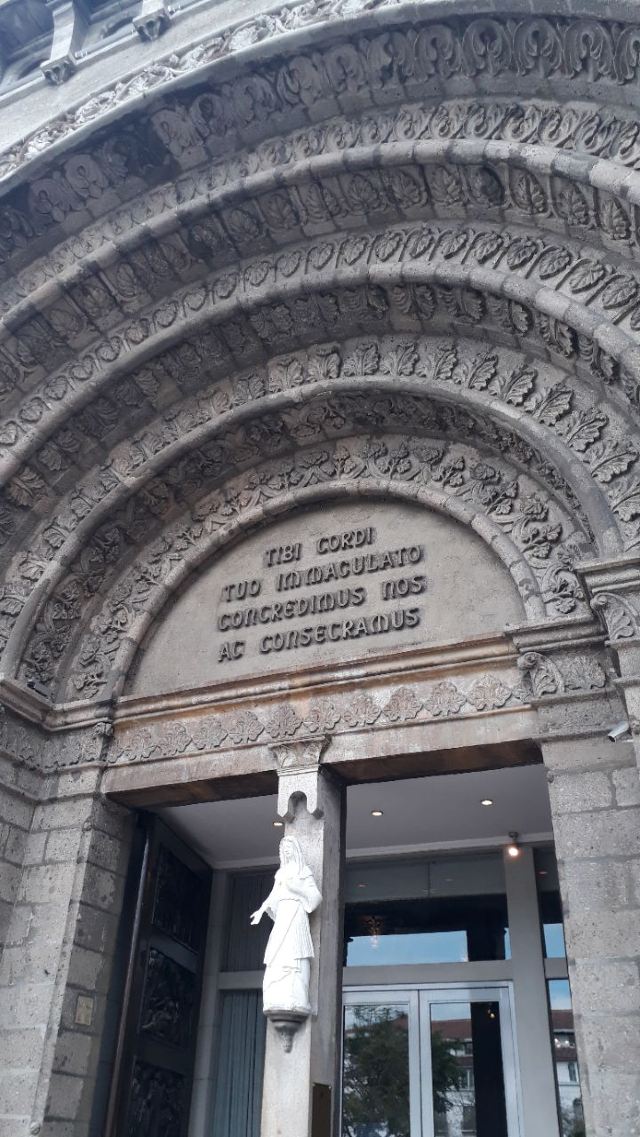 TIBI CORDI
TUO IMMACULATO
CONCREDIMUS NOS
AC CONSECRAMUS